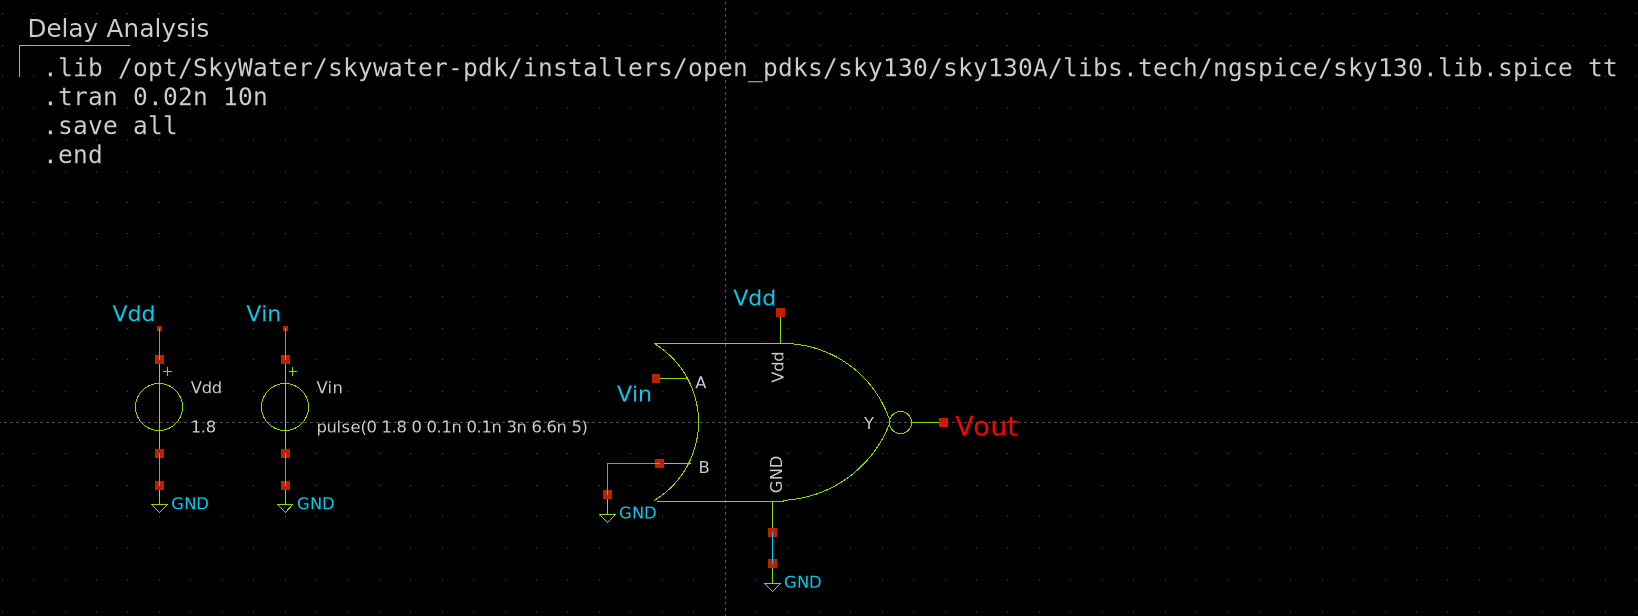 Delay Analysis
.lib /opt/SkyWater/skywater-pdk/installers/open_pdks/sky130/sky130A/libs.tech/ngspice/sky130.lib.spice tt
.tran 0.02n 10n
.save all
.end
Vdd
Vin
+
+
Vdd
1.8
Vin
pulse(0 1.8 0 0.1n 0.1n 3n 6.6n 5)
GND
GND
Vdd
Vdd
A
Vin
Y
Vout
B
GND
GND
GND